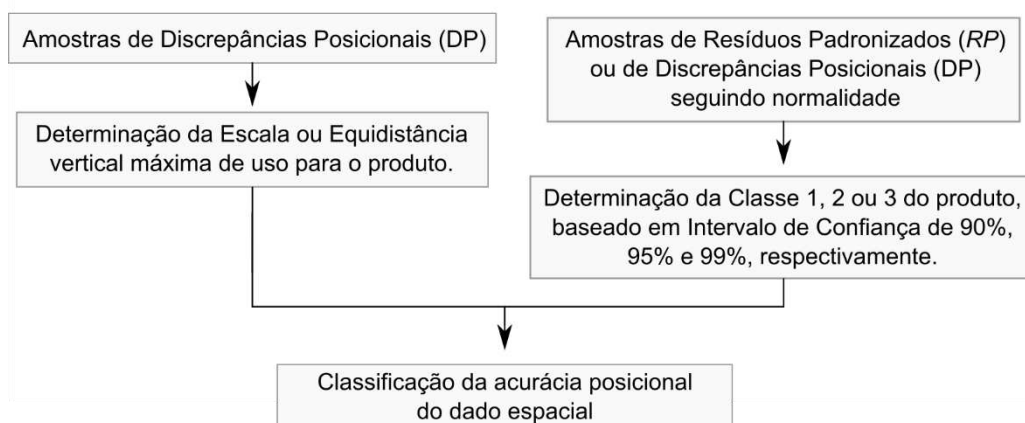 Amostras de Discrepâncias Posicionais (DP)
Determinação da Escala ou Equidistância
vertical máxima de uso para o produto.
Amostras de Resíduos Padronizados (RP)
ou de Discrepâncias Posicionais (DP)
seguindo normalidade
Determinação da Classe 1, 2 ou 3 do produto,
baseado em Intervalo de Confiança de 90%,
95% e 99%, respectivamente.
Classificação da acurácia posicional
do dado espacial